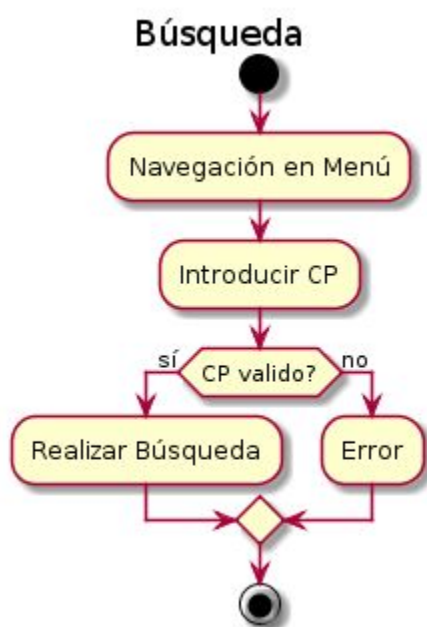 Búsqueda
Navegación en Menú
Introducir CP
sí
CP valido?
no
Realizar Búsqueda
Error